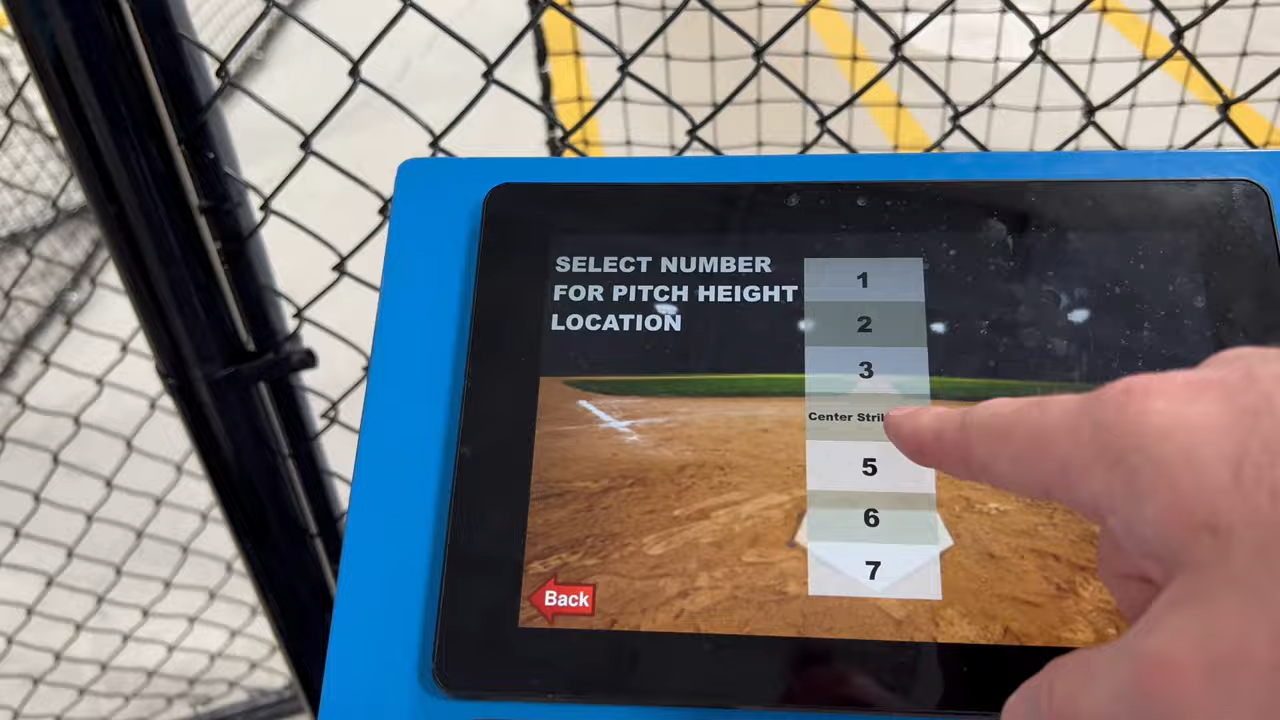 SELECT NUMBER
FOR PITCH HEIGHT
LOCATION
1
2
3
Center
5
6
7
Back